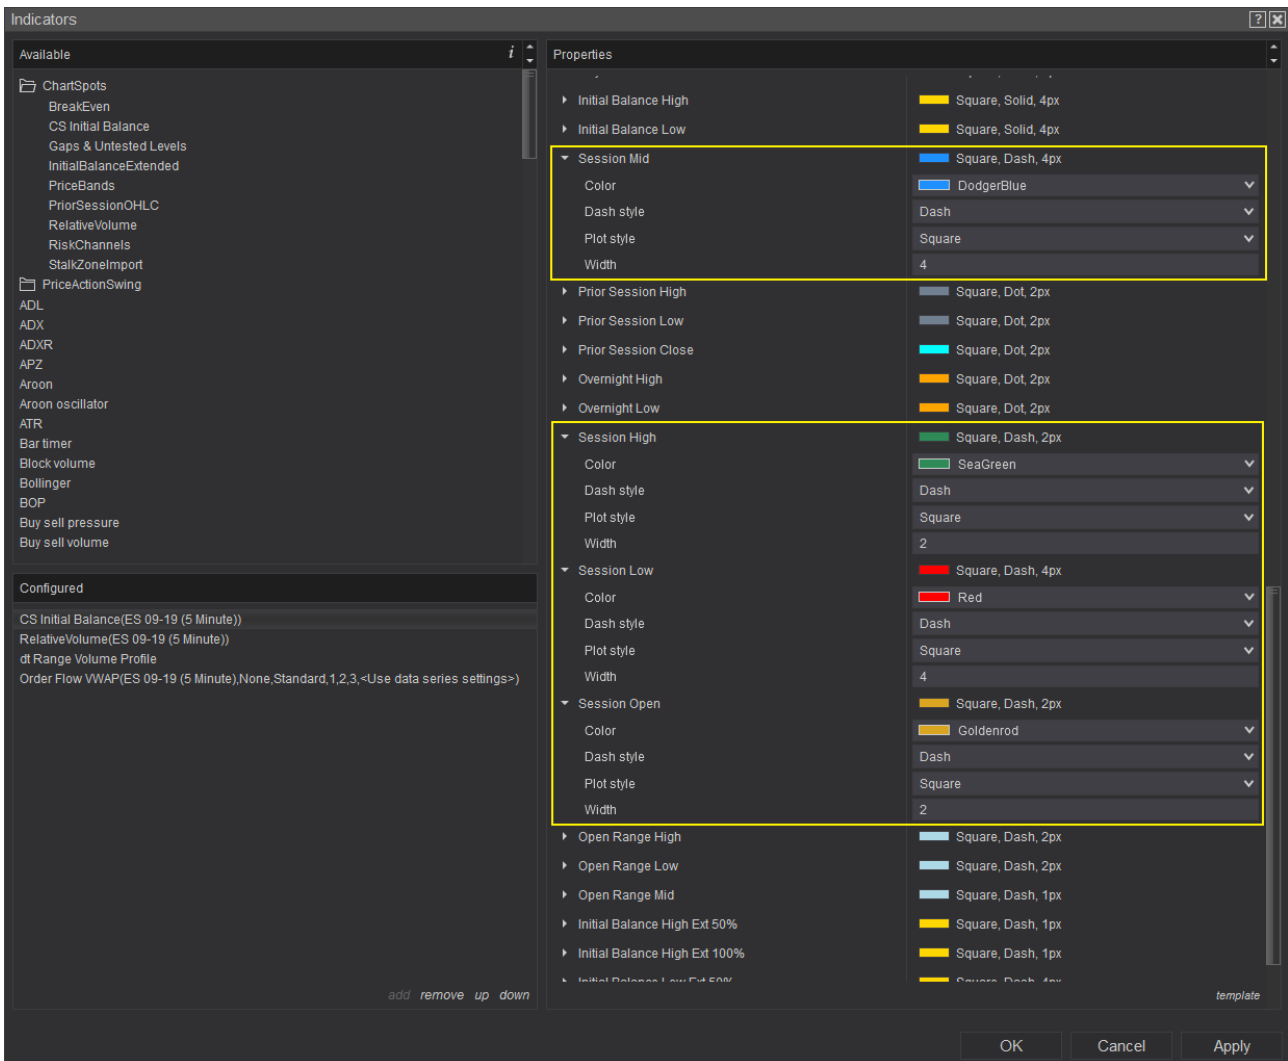 Indicators
Available
i
ChartSpots
BreakEven
CS Initial Balance
Gaps & Untested Levels
InitialBalanceExtended
PriceBands
PriorSessionOHLC
RelativeVolume
RiskChannels
StalkZoneImport
PriceActionSwing
ADL
ADX
ADXR
APZ
Aroon
Aroon oscillator
ATR
Bar timer
Block volume
Bollinger
BOP
Buy sell pressure
Buy sell volume
Configured
CS Initial Balance(ES 09-19 (5 Minute))
RelativeVolume(ES 09-19 (5 Minute))
dt Range Volume Profile
Order Flow VWAP(ES 09-19 (5 Minute),None,Standard,1,2,3,<Use data series settings>)
add remove up down
Properties
Initial Balance High Square, Solid, 4px
Initial Balance Low Square, Solid, 4px
Session Mid Square, Dash, 4px
Color DodgerBlue
Dash style Dash
Plot style Square
Width 4
Prior Session High Square, Dot, 2px
Prior Session Low Square, Dot, 2px
Prior Session Close Square, Dot, 2px
Overnight High Square, Dot, 2px
Overnight Low Square, Dot, 2px
Session High Square, Dash, 2px
Color SeaGreen
Dash style Dash
Plot style Square
Width 2
Session Low Square, Dash, 4px
Color Red
Dash style Dash
Plot style Square
Width 4
Session Open Square, Dash, 2px
Color Goldenrod
Dash style Dash
Plot style Square
Width 2
Open Range High Square, Dash, 2px
Open Range Low Square, Dash, 2px
Open Range Mid Square, Dash, 1px
Initial Balance High Ext 50% Square, Dash, 1px
Initial Balance High Ext 100% Square, Dash, 1px
Initial Balance Low Ext 50% Square, Dash,
template
OK Cancel Apply